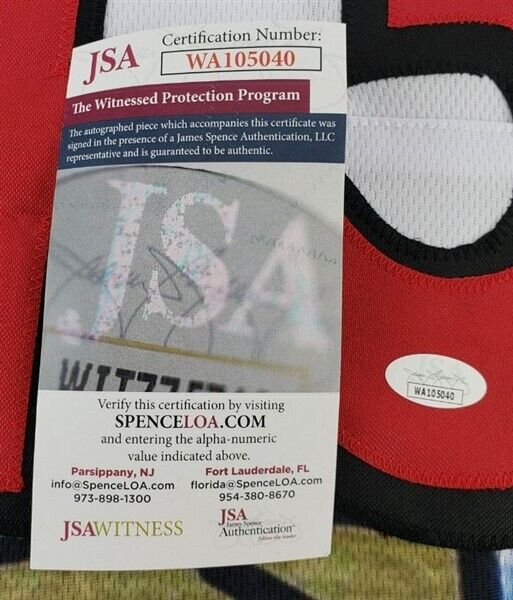 JSA
Certification Number:
WA105040
The Witnessed Protection Program
The autographed piece which accompanies this certificate was
signed in the presence of a James Spence Authentication, LLC
representative and is guaranteed to be authentic.
JSA
Verify this certification by visiting
SPENCELOA.COM
and entering the alpha-numeric
value indicated above.
Parsippany, NJ
info@SpenceLOA.com
973-898-1300
Fort Lauderdale, FL
florida@SpenceLOA.com
954-380-8670
JSAWITNESS
JSA
James Spence
Authentication
Follow the leader
WA105040